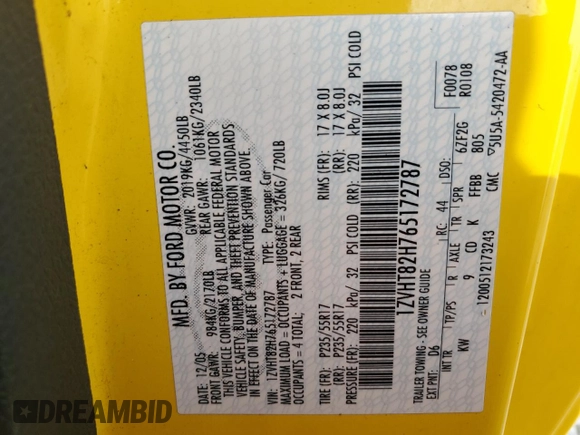 MFD. BY FORD MOTOR CO.
12/05 GVWR: 2019KG/4450LB
FRONT GAWR: 984KG/2170LB REAR GAWR: 1061KG/2340LB
THIS VEHICLE CONFORMS TO ALL APPLICABLE FEDERAL MOTOR
VEHICLE SAFETY, BUMPER, AND THEFT PREVENTION STANDARDS
IN EFFECT ON THE DATE OF MANUFACTURE SHOWN ABOVE.
VIN: 1ZVHT82H765172787 TYPE: Passenger Car
MAXIMUM LOAD = OCCUPANTS + LUGGAGE = 326KG/ 720LB
OCCUPANTS = 4 TOTAL: 2 FRONT, 2 REAR
TIRE (FR): P235/55R17 RIMS (FR): 17 X 8.0J
(RR): P235/55R17 (RR): 17 X 8.0J
PRESSURE (FR): 220 kPa/ 32 PSI COLD (RR): 220 kPa/ 32 PSI COLD
1ZVHT82H765172787
TRAILER TOWING - SEE OWNER GUIDE
EXT PNT: D6 RC: 44 DSO: F0078
INT TR TP/PS R AXLE TR SPR 6Z F2G R0108
KW 9 CD K FFBB B05
- 1200512173243 CMC 5U5A-5420472-AA
DREAMBID